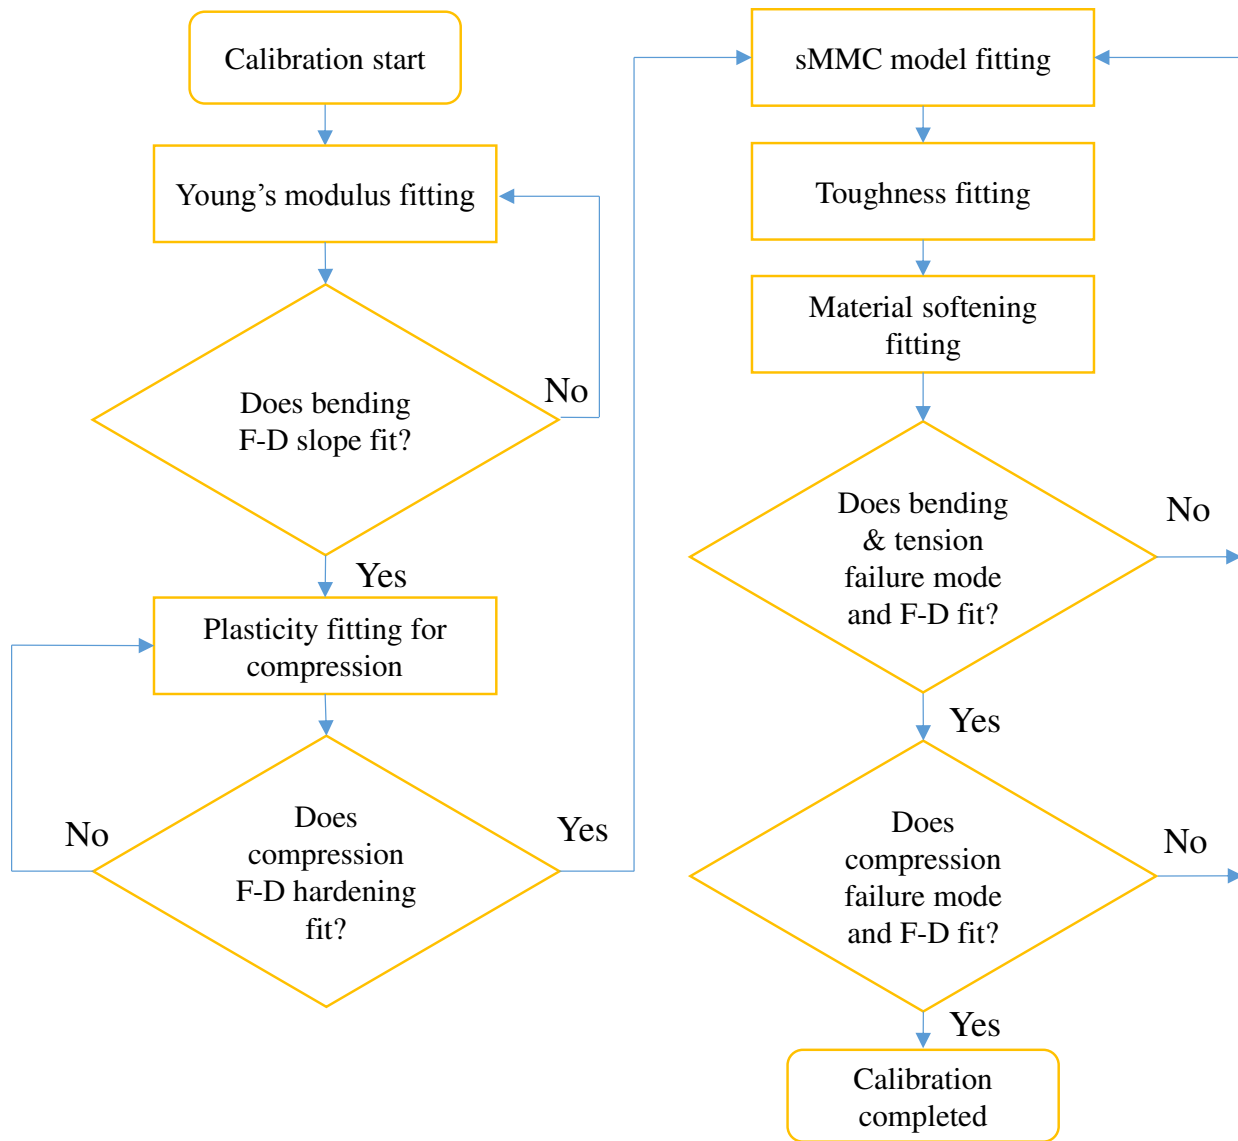 Calibration start
Young’s modulus fitting
Does bending
F-D slope fit?
No
Yes
Plasticity fitting for
compression
Does
compression
F-D hardening
fit?
No
Yes
sMMC model fitting
Toughness fitting
Material softening
fitting
Does bending
& tension
failure mode
and F-D fit?
No
Yes
Does
compression
failure mode
and F-D fit?
No
Yes
Calibration
completed